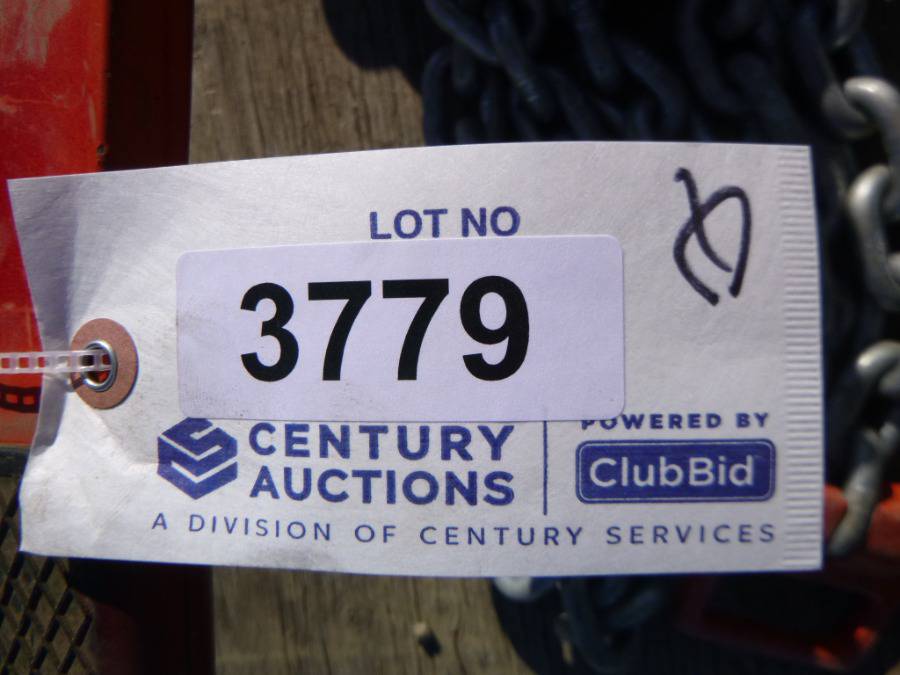 LOT NO
3779
CENTURY
AUCTIONS
POWERED BY
ClubBid
A DIVISION OF CENTURY SERVICES